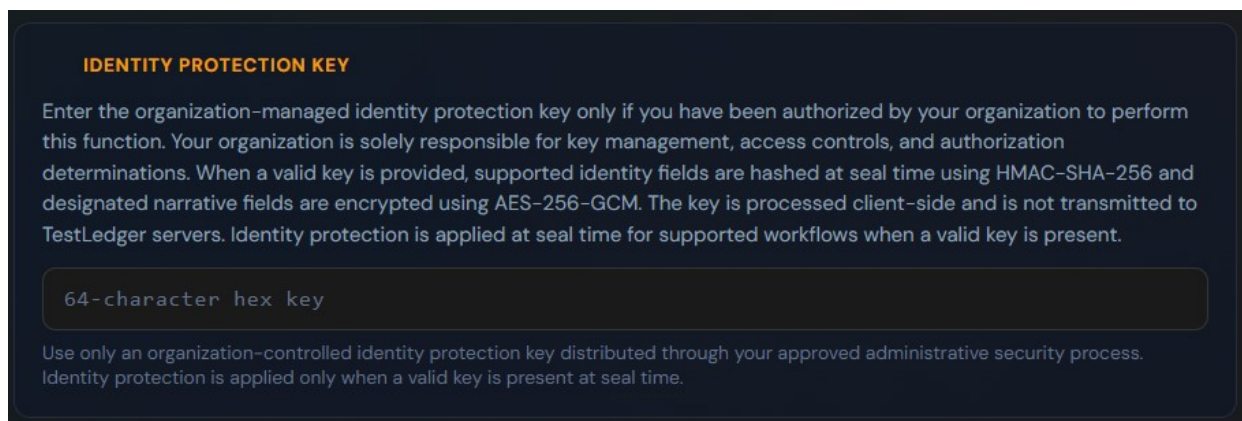 IDENTITY PROTECTION KEY
Enter the organization-managed identity protection key only if you have been authorized by your organization to perform
this function. Your organization is solely responsible for key management, access controls, and authorization
determinations. When a valid key is provided, supported identity fields are hashed at seal time using HMAC-SHA-256 and
designated narrative fields are encrypted using AES-256-GCM. The key is processed client-side and is not transmitted to
TestLedger servers. Identity protection is applied at seal time for supported workflows when a valid key is present.
64-character hex key
Use only an organization-controlled identity protection key distributed through your approved administrative security process.
Identity protection is applied only when a valid key is present at seal time.